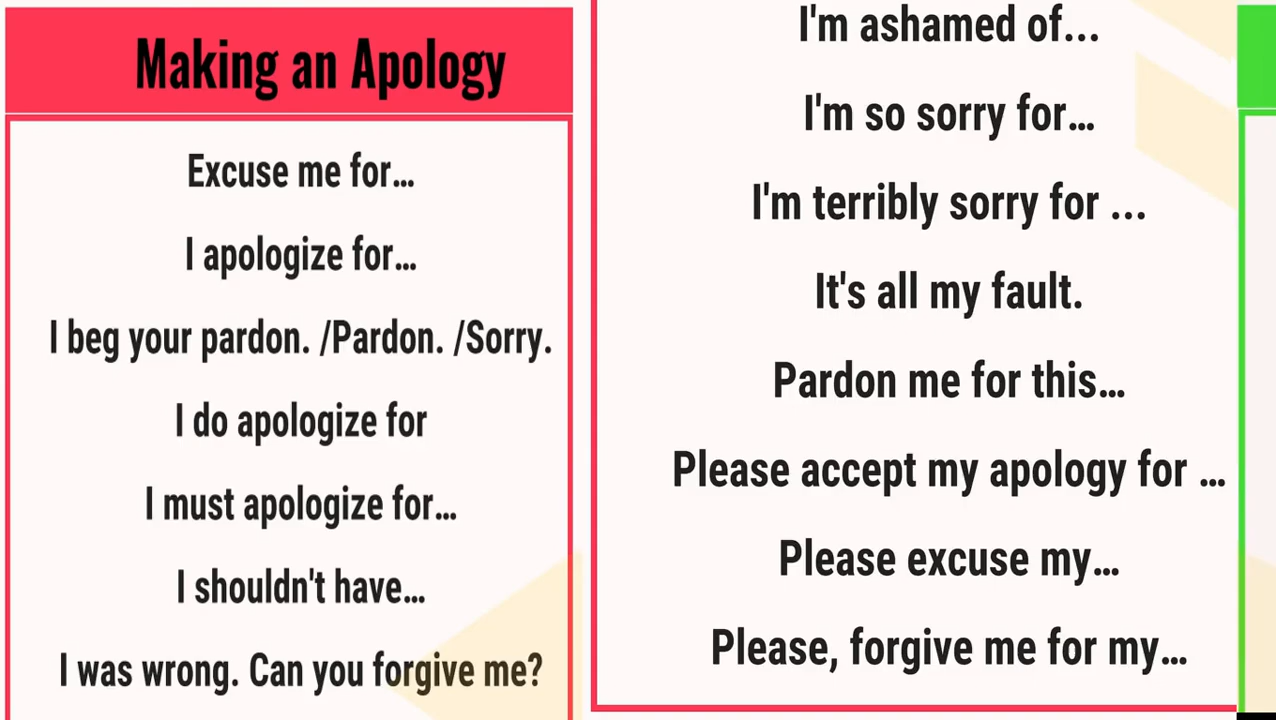 Making an Apology
Excuse me for...
I apologize for...
I beg your pardon. /Pardon. /Sorry.
I do apologize for
I must apologize for...
I shouldn't have...
I was wrong. Can you forgive me?
I'm ashamed of...
I'm so sorry for...
I'm terribly sorry for ...
It's all my fault.
Pardon me for this...
Please accept my apology for ...
Please excuse my...
Please, forgive me for my...